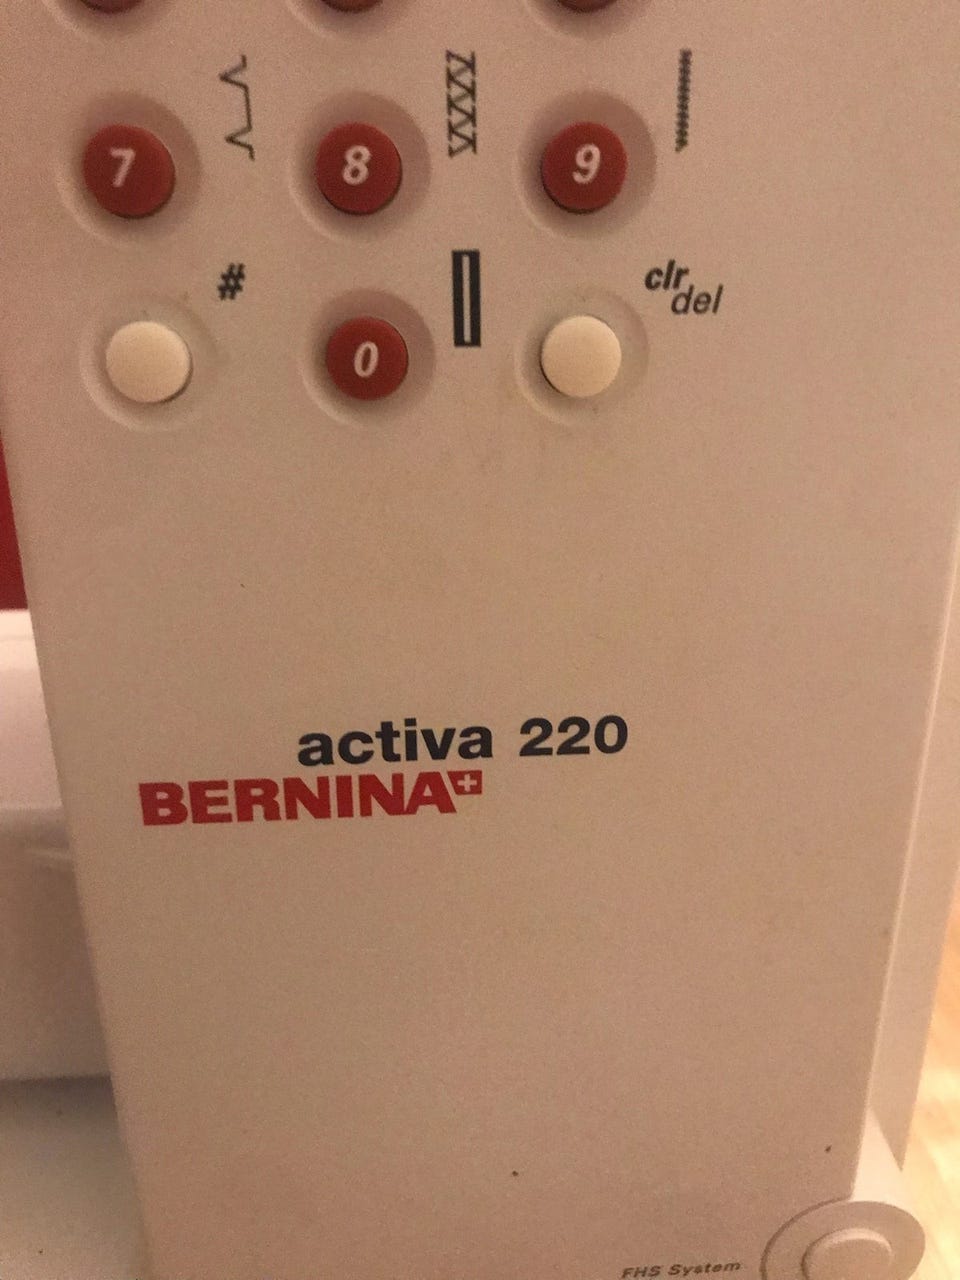 7 8 9
# 0 clr
del
activa 220
BERNINA
FHS System